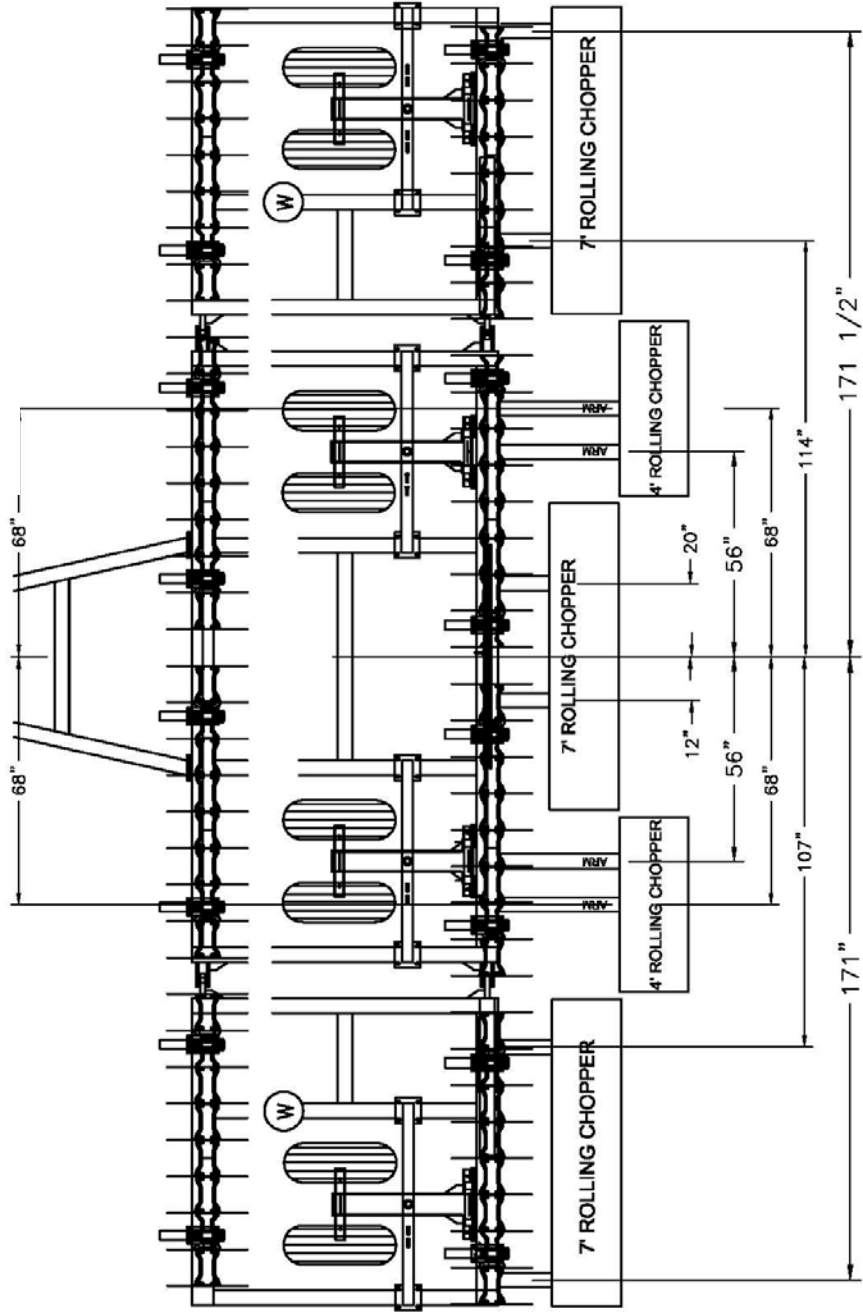 68"
68"
W
W
7' ROLLING CHOPPER
4' ROLLING CHOPPER
7' ROLLING CHOPPER
4' ROLLING CHOPPER
7' ROLLING CHOPPER
ARM
ARM
ARM
ARM
12"
20"
56"
56"
68"
68"
107"
114"
171"
171 1/2"